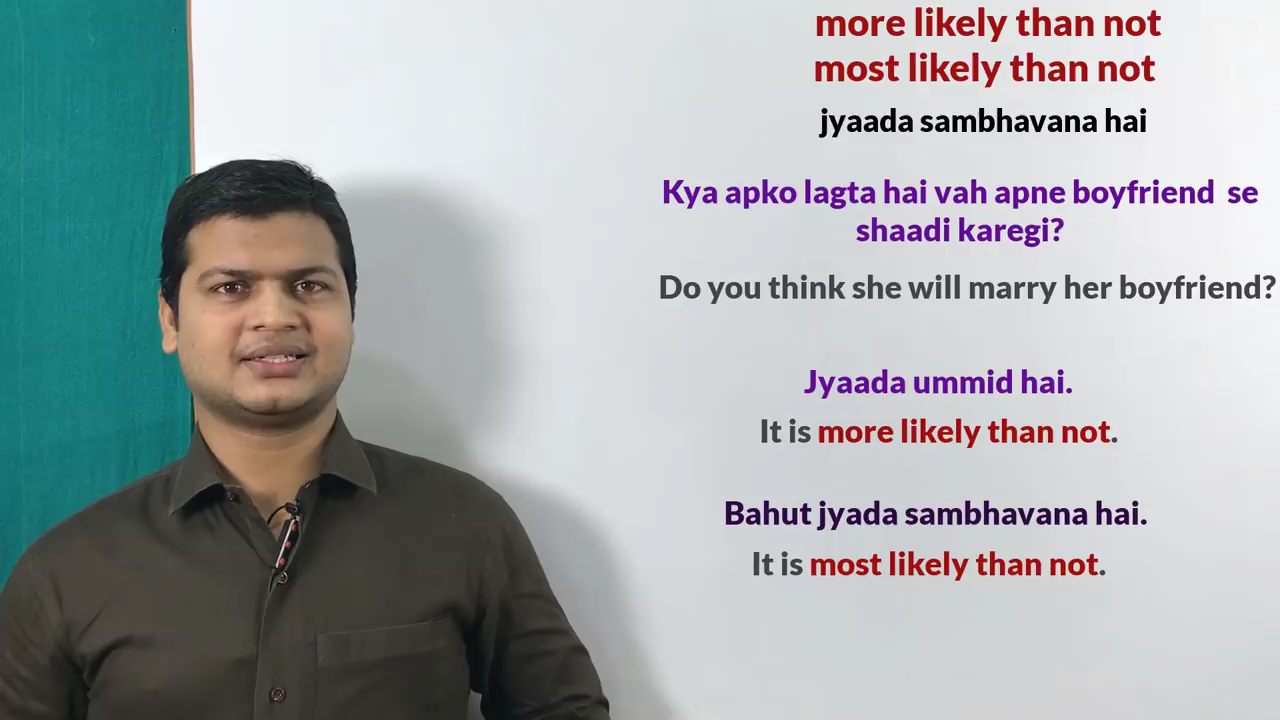 more likely than not
most likely than not
jyaada sambhavana hai
Kya apko lagta hai vah apne boyfriend se
shaadi karegi?
Do you think she will marry her boyfriend?
Jyaada ummid hai.
It is more likely than not.
Bahut jyada sambhavana hai.
It is most likely than not.